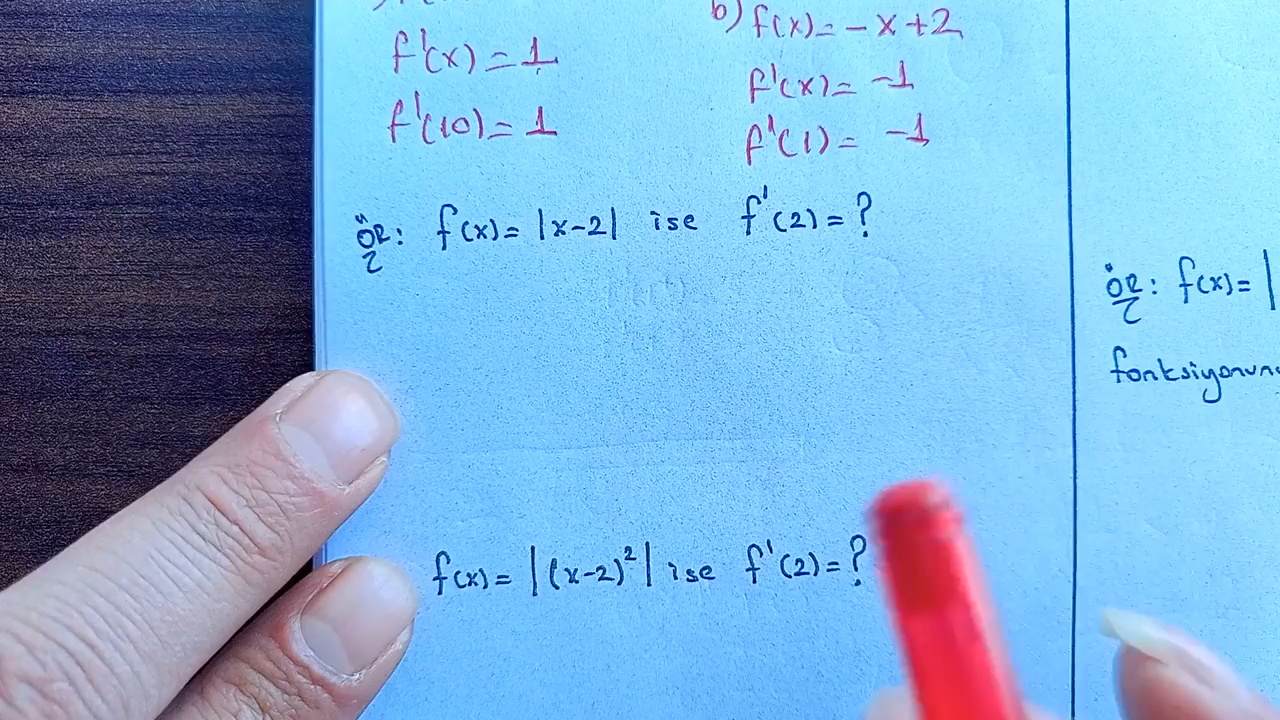 f'(x) = 1
f'(10) = 1
b) f(x) = -x+2
f'(x) = -1
f'(1) = -1
ÖR: f(x) = |x-2| ise f'(2) = ?
f(x) = |(x-2)²| ise f'(2) = ?
ÖR: f(x) = |
fonksiyonun